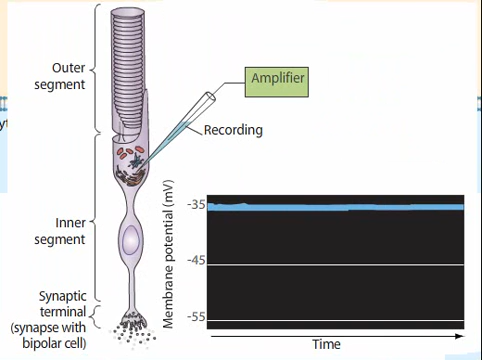 Outer
segment
Amplifier
Recording
yt
Inner
segment
Synaptic
terminal
(synapse with
bipolar cell)
Membrane potential (mV)
-35
-45
-55
Time